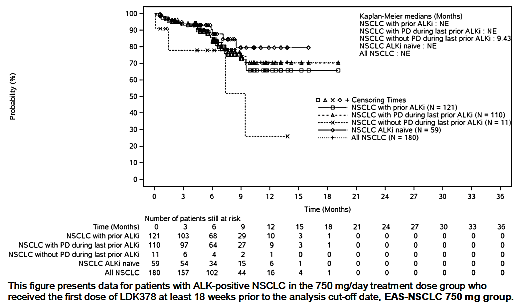 Kaplan-Meier medians (Months)
NSCLC with prior ALKi : NE
NSCLC with PD during last prior ALKi : NE
NSCLC without PD during last prior ALKi : 9.43
NSCLC ALKi naive : NE
All NSCLC : NE
Probability (%)
100
90
80
70
60
50
40
30
20
10
0
Censoring Times
NSCLC with prior ALKi (N = 121)
NSCLC with PD during last prior ALKi (N = 110)
NSCLC without PD during last prior ALKi (N = 11)
NSCLC ALKi naive (N = 59)
All NSCLC (N = 180)
0 3 6 9 12 15 18 21 24 27 30 33 36
Time (Months)
Number of patients still at risk
Time (Months) 0 3 6 9 12 15 18 21 24 27 30 33 36
NSCLC with prior ALKi 121 103 68 29 10 3 1 0 0 0 0 0 0
NSCLC with PD during last prior ALKi 110 97 64 27 9 3 1 0 0 0 0 0 0
NSCLC without PD during last prior ALKi 11 6 4 2 1 0 0 0 0 0 0 0 0
NSCLC ALKi naive 59 54 34 15 6 1 0 0 0 0 0 0 0
All NSCLC 180 157 102 44 16 4 1 0 0 0 0 0 0
This figure presents data for patients with ALK-positive NSCLC in the 750 mg/day treatment dose group who
received the first dose of LDK378 at least 18 weeks prior to the analysis cut-off date, EAS-NSCLC 750 mg group.